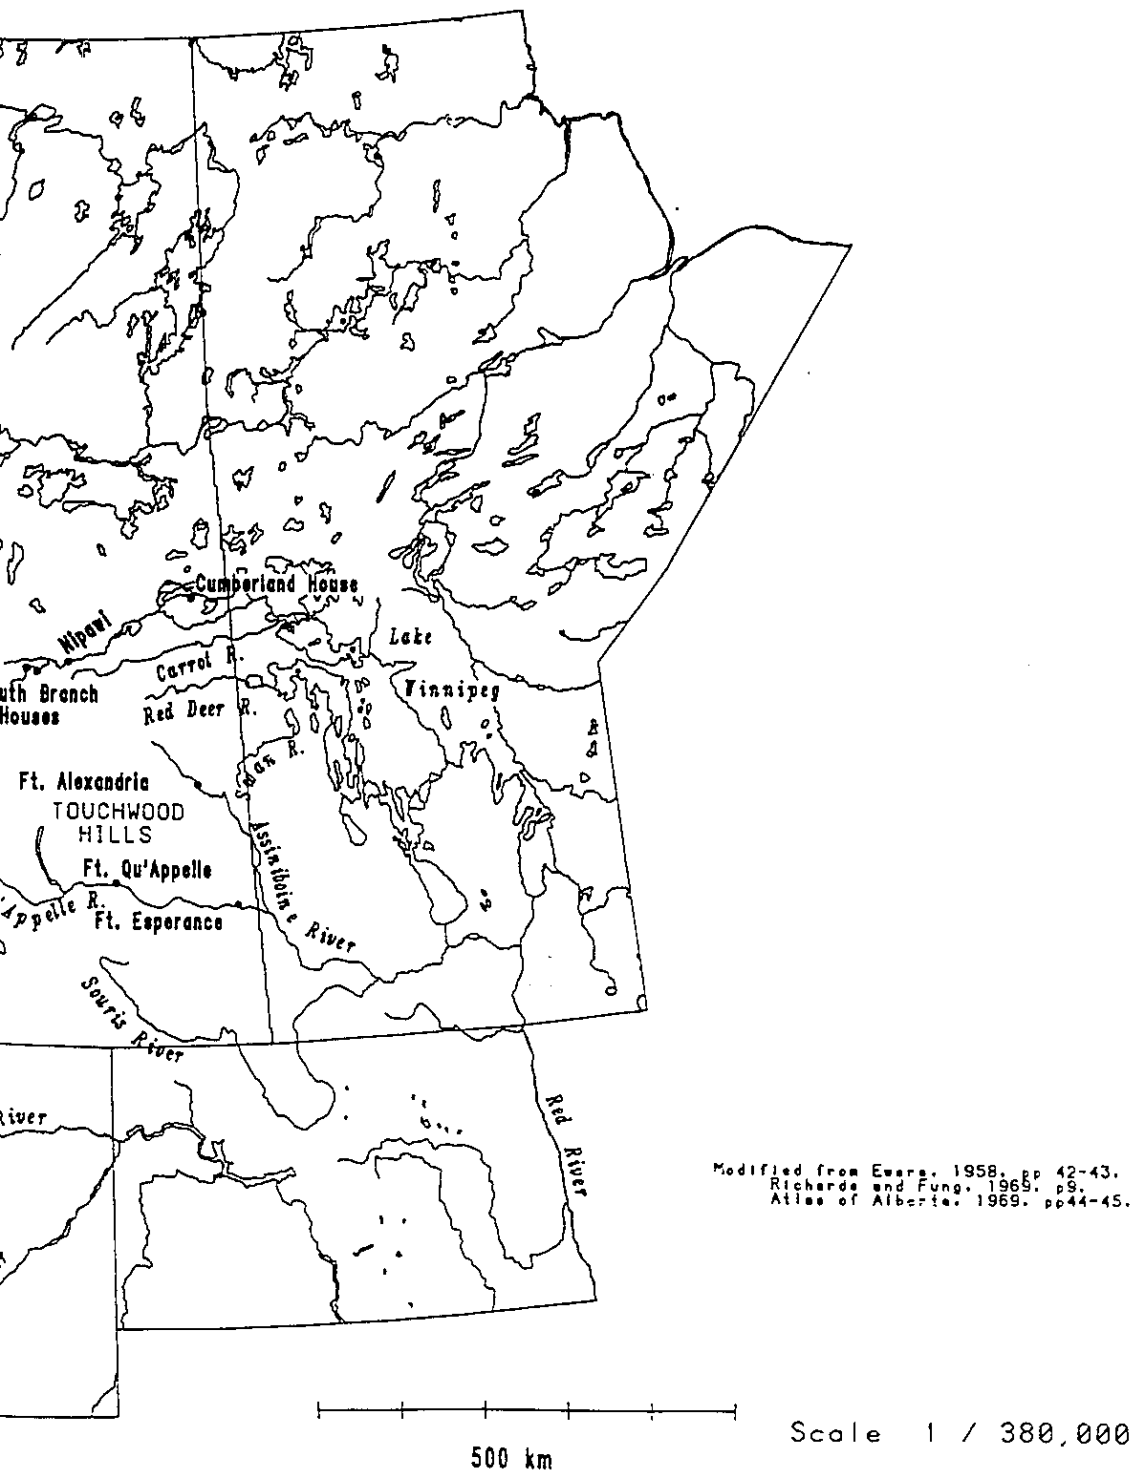 Cumberland House
Nipawi
Lake
Carrot R.
Winnipeg
uth Branch
Houses
Red Deer R.
Swan R.
Ft. Alexandria
TOUCHWOOD
HILLS
Assiniboine River
Ft. Qu'Appelle
'Appelle R.
Ft. Esperance
Souris River
River
Red River
Modified from Ewers, 1958, pp 42-43.
Richards and Fung, 1969, p9.
Atlas of Alberta, 1969, pp44-45.
500 km
Scale 1 / 380,000